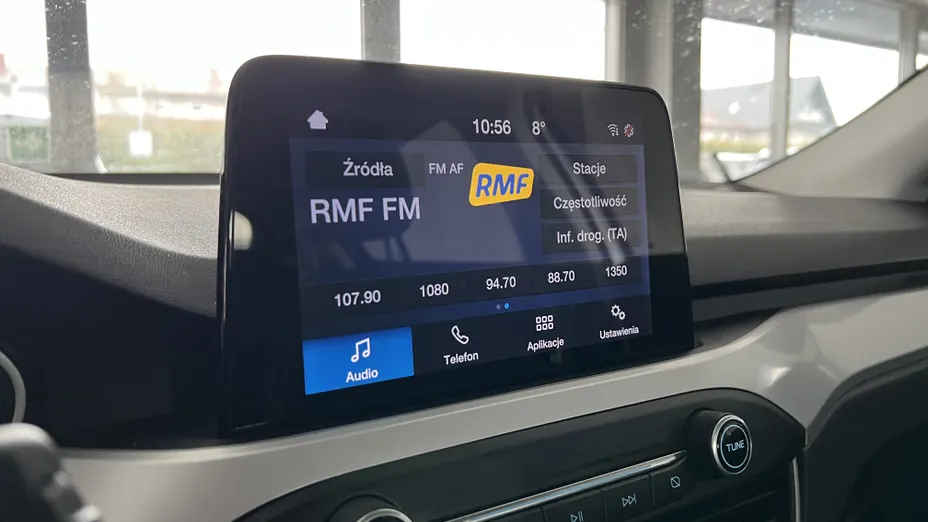 10:56 8°
Źródła FM AF RMF Stacje
RMF FM
Częstotliwość
Inf. drog. (TA)
107.90 1080 94.70 88.70 1350
Audio Telefon Aplikacje Ustawienia
TUNE